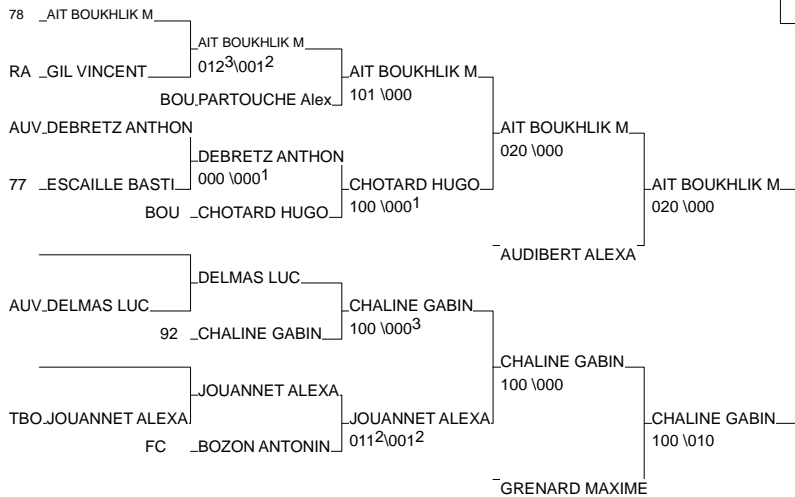 78 AIT BOUKHLIK M
AIT BOUKHLIK M
012³\001²
RA GIL VINCENT
AIT BOUKHLIK M
101 \000
BOU PARTOUCHE Alex
AUV DEBRETZ ANTHON
AIT BOUKHLIK M
020 \000
DEBRETZ ANTHON
000 \000¹
77 ESCAILLE BASTI
CHOTARD HUGO
100 \000¹
AIT BOUKHLIK M
020 \000
BOU CHOTARD HUGO
AUDIBERT ALEXA
DELMAS LUC
AUV DELMAS LUC
CHALINE GABIN
100 \000³
92 CHALINE GABIN
CHALINE GABIN
100 \000
JOUANNET ALEXA
TBO JOUANNET ALEXA
JOUANNET ALEXA
011²\001²
CHALINE GABIN
100 \010
FC BOZON ANTONIN
GRENARD MAXIME